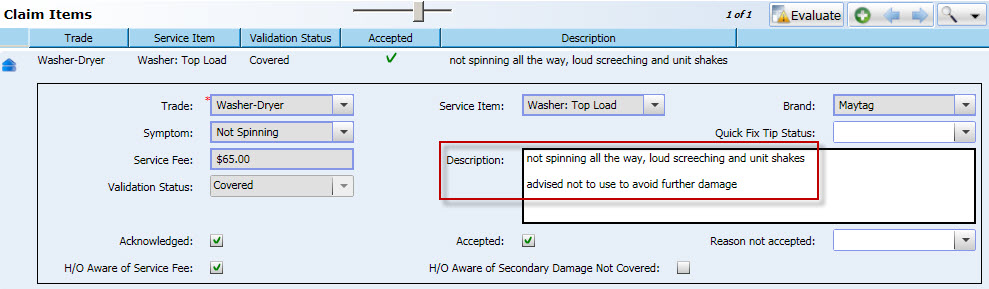 Claim Items
1 of 1 Evaluate
Trade Service Item Validation Status Accepted Description
Washer-Dryer Washer: Top Load Covered not spinning all the way, loud screeching and unit shakes
Trade: * Washer-Dryer Service Item: Washer: Top Load Brand: Maytag
Symptom: Not Spinning Quick Fix Tip Status:
Service Fee: $65.00 Description: not spinning all the way, loud screeching and unit shakes
advised not to use to avoid further damage
Validation Status: Covered
Acknowledged: Accepted: Reason not accepted:
H/O Aware of Service Fee: H/O Aware of Secondary Damage Not Covered: